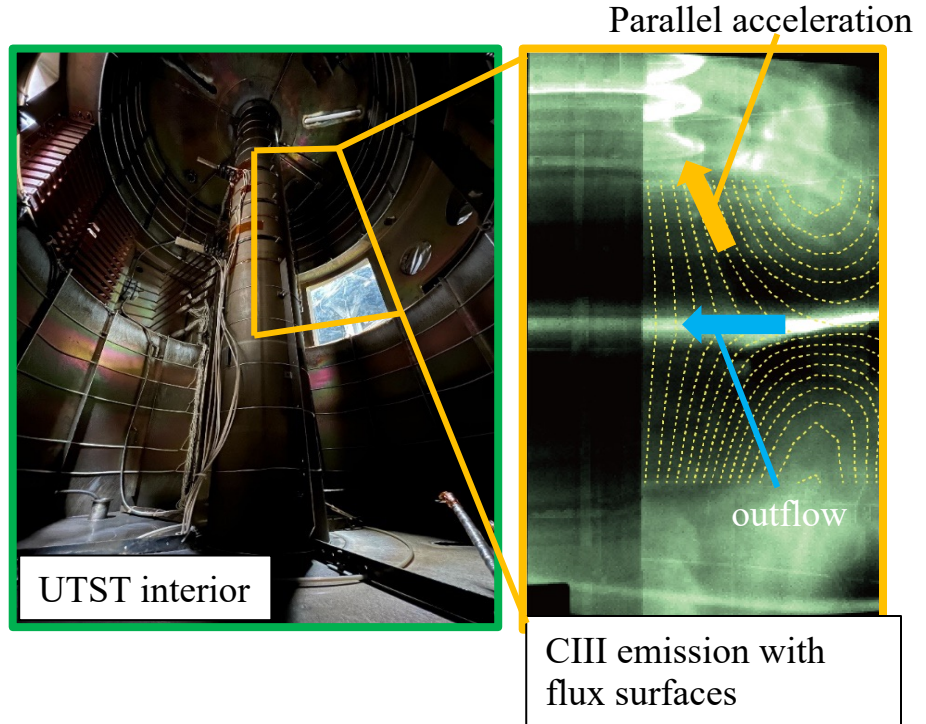 Parallel acceleration
outflow
UTST interior
CIII emission with
flux surfaces